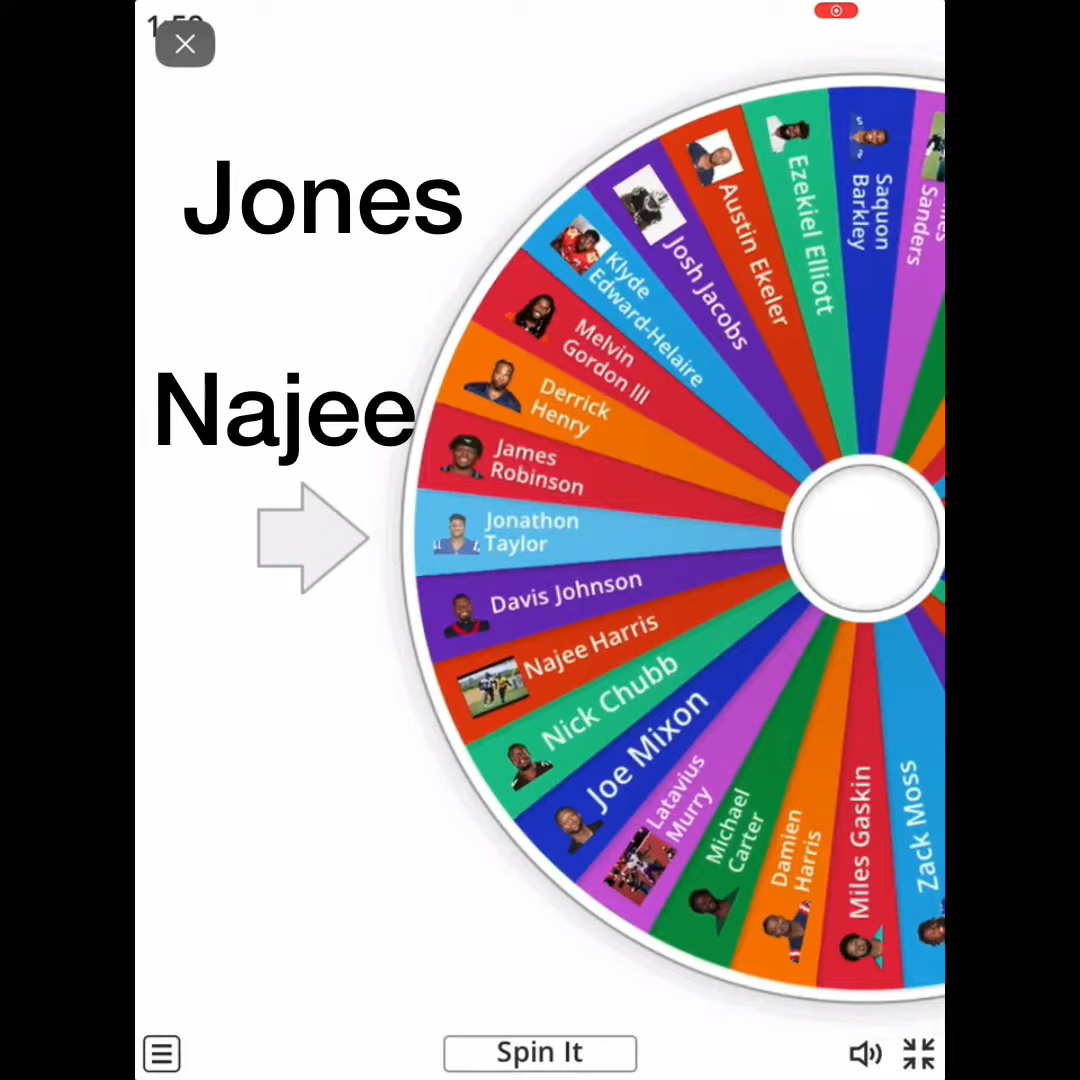 Jones
Najee
Saquon
Barkley
Sanders
Ezekiel Elliott
Austin Ekeler
Josh Jacobs
Klyde
Edward-Helaire
Melvin
Gordon III
Derrick
Henry
James
Robinson
Jonathon
Taylor
Davis Johnson
Najee Harris
Nick Chubb
Joe Mixon
Latavius
Murry
Michael
Carter
Damien
Harris
Miles Gaskin
Zack Moss
Spin It